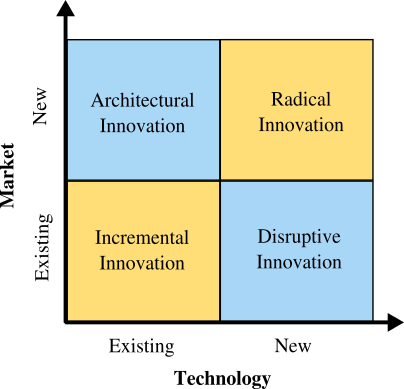 Market
New
Existing
Architectural
Innovation
Radical
Innovation
Incremental
Innovation
Disruptive
Innovation
Existing
New
Technology